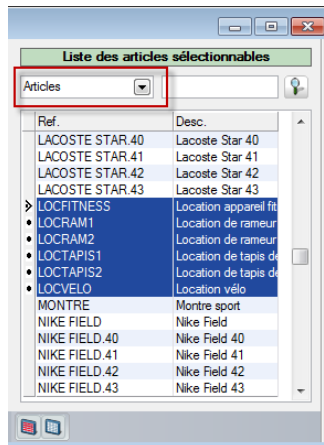 Liste des articles sélectionnables
Articles
Ref. Desc.
LACOSTE STAR.40 Lacoste Star 40
LACOSTE STAR.41 Lacoste Star 41
LACOSTE STAR.42 Lacoste Star 42
LACOSTE STAR.43 Lacoste Star 43
LOCFITNESS Location appareil fit
LOCRAM1 Location de rameur
LOCRAM2 Location de rameur
LOCTAPIS1 Location de tapis de
LOCTAPIS2 Location de tapis de
LOCVELO Location vélo
MONTRE Montre sport
NIKE FIELD Nike Field
NIKE FIELD.40 Nike Field 40
NIKE FIELD.41 Nike Field 41
NIKE FIELD.42 Nike Field 42
NIKE FIELD.43 Nike Field 43